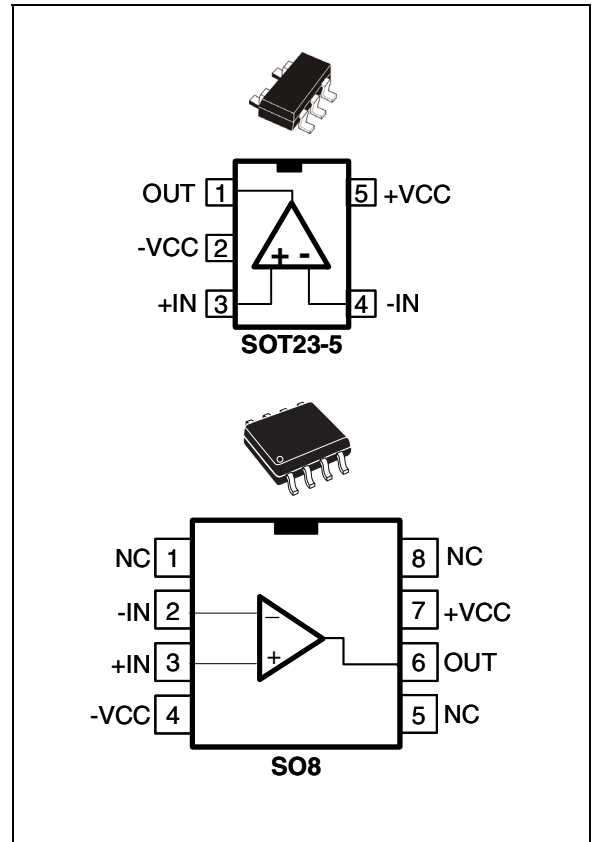 OUT 1 5 +VCC
-VCC 2
+ -
+IN 3 4 -IN
SOT23-5
NC 1 8 NC
-IN 2 7 +VCC
–
+IN 3 6 OUT
+
-VCC 4 5 NC
SO8